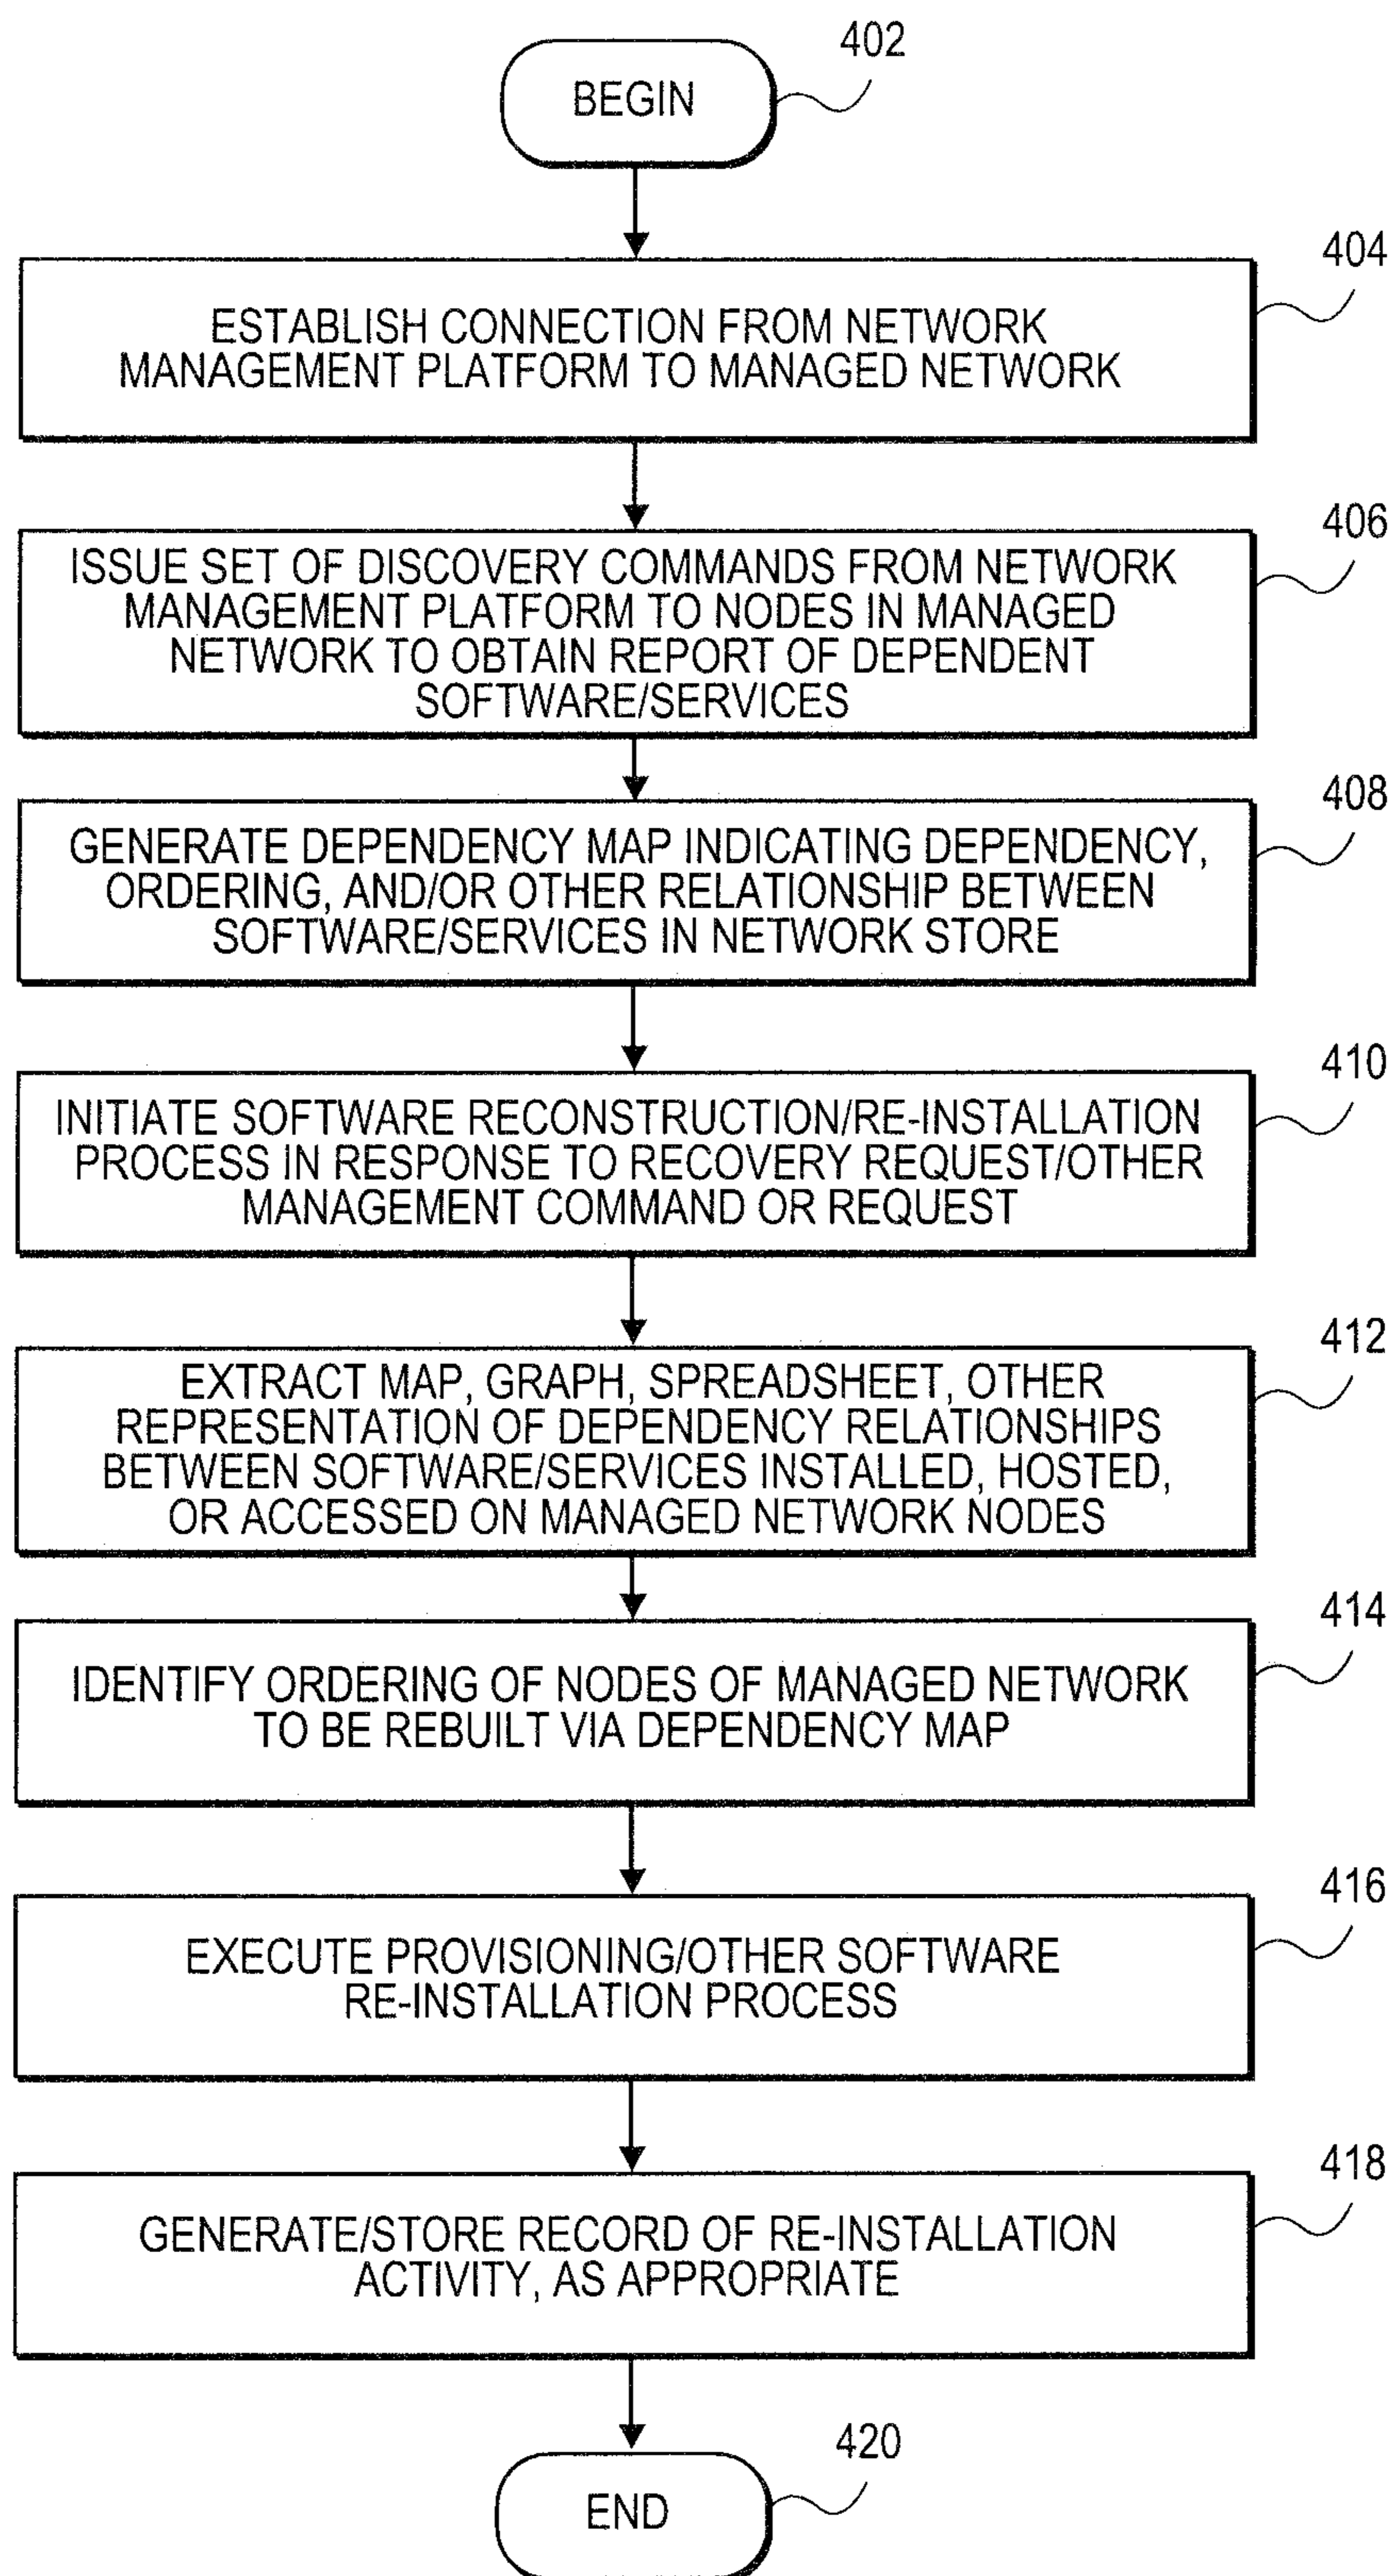 402
BEGIN
404
ESTABLISH CONNECTION FROM NETWORK
MANAGEMENT PLATFORM TO MANAGED NETWORK
406
ISSUE SET OF DISCOVERY COMMANDS FROM NETWORK
MANAGEMENT PLATFORM TO NODES IN MANAGED
NETWORK TO OBTAIN REPORT OF DEPENDENT
SOFTWARE/SERVICES
408
GENERATE DEPENDENCY MAP INDICATING DEPENDENCY,
ORDERING, AND/OR OTHER RELATIONSHIP BETWEEN
SOFTWARE/SERVICES IN NETWORK STORE
410
INITIATE SOFTWARE RECONSTRUCTION/RE-INSTALLATION
PROCESS IN RESPONSE TO RECOVERY REQUEST/OTHER
MANAGEMENT COMMAND OR REQUEST
412
EXTRACT MAP, GRAPH, SPREADSHEET, OTHER
REPRESENTATION OF DEPENDENCY RELATIONSHIPS
BETWEEN SOFTWARE/SERVICES INSTALLED, HOSTED,
OR ACCESSED ON MANAGED NETWORK NODES
414
IDENTIFY ORDERING OF NODES OF MANAGED NETWORK
TO BE REBUILT VIA DEPENDENCY MAP
416
EXECUTE PROVISIONING/OTHER SOFTWARE
RE-INSTALLATION PROCESS
418
GENERATE/STORE RECORD OF RE-INSTALLATION
ACTIVITY, AS APPROPRIATE
420
END